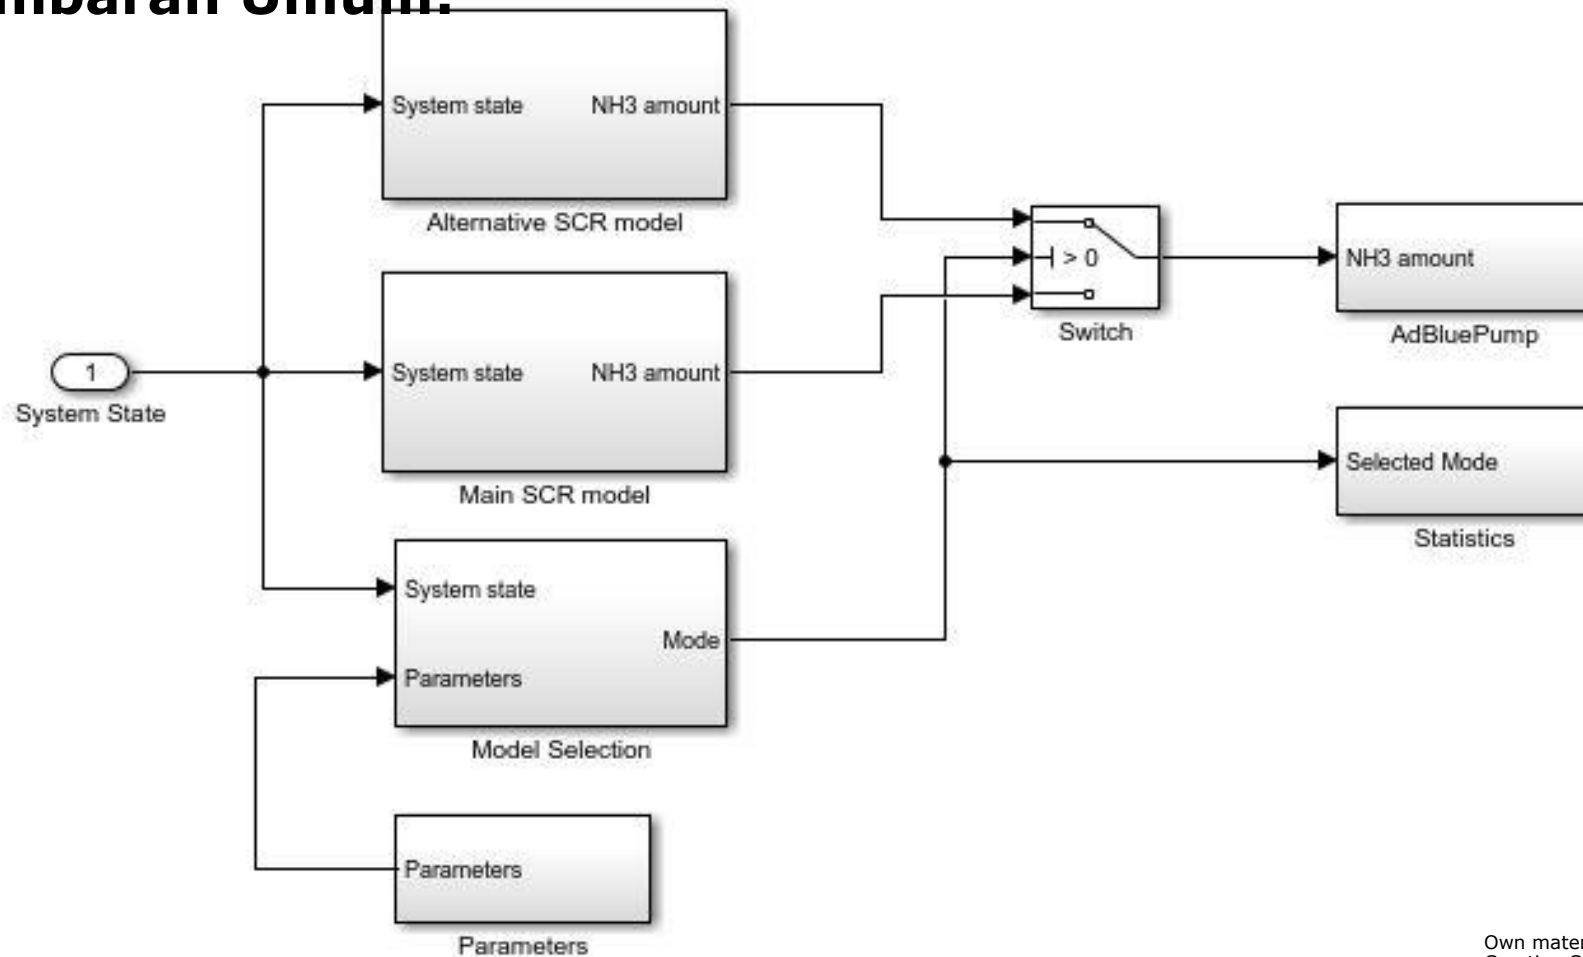 System state NH3 amount
Alternative SCR model
> 0
Switch
NH3 amount
AdBluePump
System state NH3 amount
Main SCR model
1
System State
Selected Mode
Statistics
System state
Mode
Parameters
Model Selection
Parameters
Parameters
Own